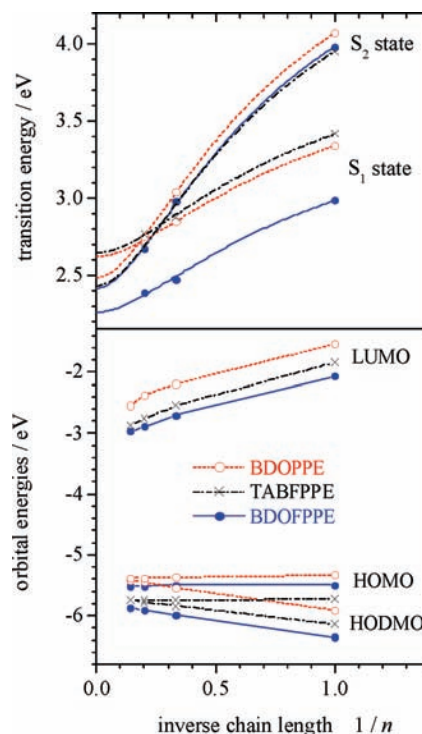 4.0
S₂ state
3.5
S₁ state
3.0
2.5
transition energy / eV
-2
LUMO
-3
BDOPPE
-4
TABFPPE
BDOFPPE
-5
HOMO
-6
HODMO
orbital energies / eV
0.0 0.5 1.0
inverse chain length 1 / n